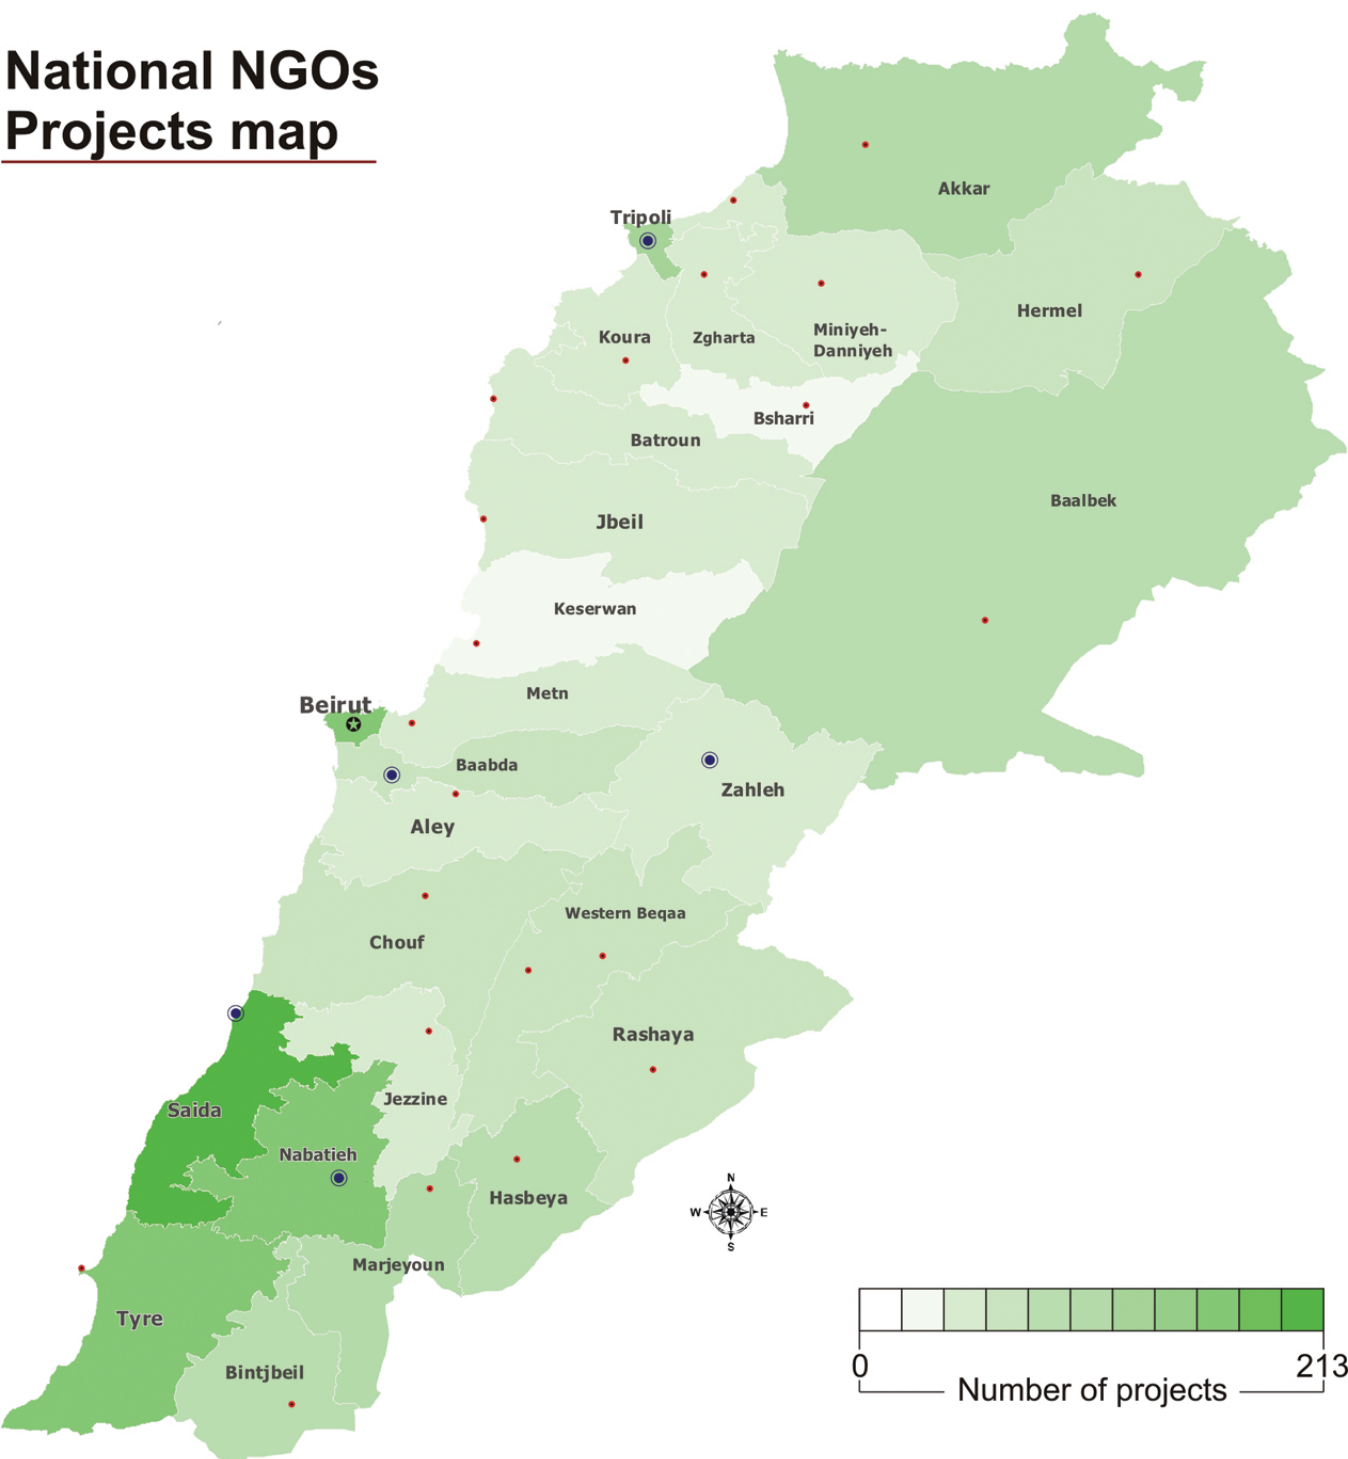 National NGOs
Projects map
Akkar
Tripoli
Hermel
Koura
Zgharta
Miniyeh-
Danniyeh
Bsharri
Batroun
Baalbek
Jbeil
Keserwan
Metn
Beirut
Baabda
Zahleh
Aley
Western Beqaa
Chouf
Rashaya
Jezzine
Saida
Nabatieh
Hasbeya
N
W E
S
Marjeyoun
Tyre
Bintjbeil
0 213
Number of projects